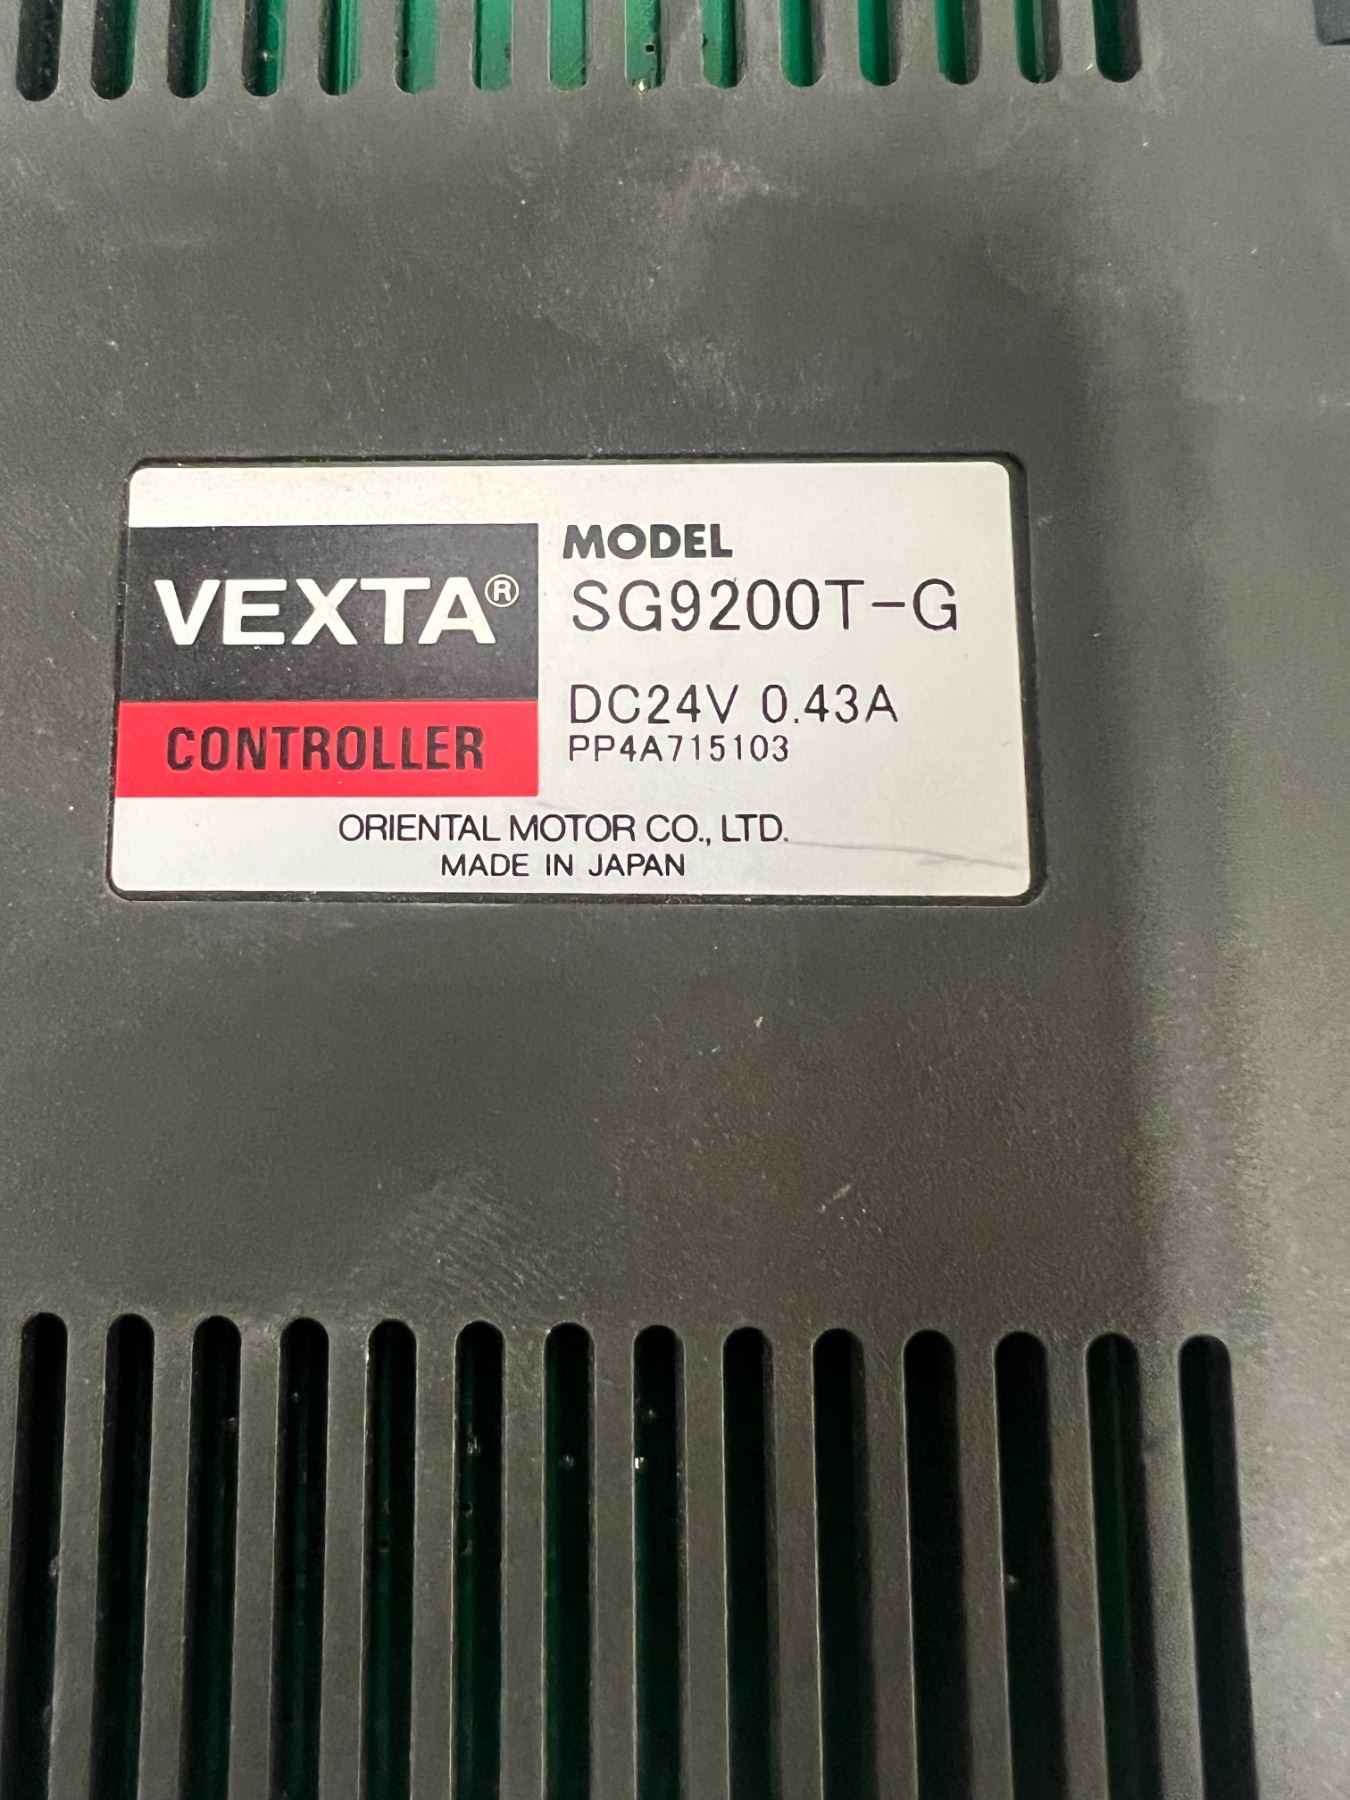 VEXTA®
CONTROLLER
MODEL
SG9200T-G
DC24V 0.43A
PP4A715103
ORIENTAL MOTOR CO., LTD.
MADE IN JAPAN